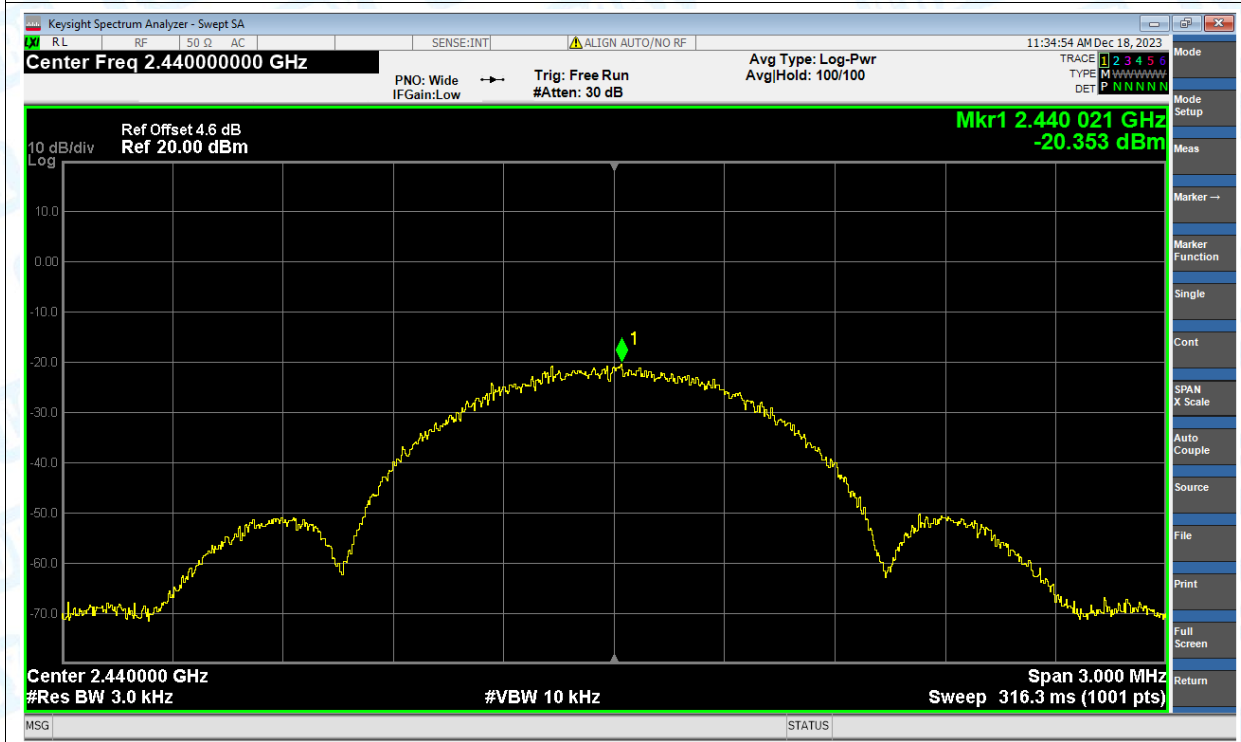 Keysight Spectrum Analyzer - Swept SA
LXI RL RF 50 Ω AC SENSE:INT ALIGN AUTO/NO RF 11:34:54 AM Dec 18, 2023
Center Freq 2.440000000 GHz
PNO: Wide
IFGain:Low
Trig: Free Run
#Atten: 30 dB
Avg Type: Log-Pwr
Avg|Hold: 100/100
TRACE 1 2 3 4 5 6
TYPE M WWWWW
DET P N N N N N
Mkr1 2.440 021 GHz
-20.353 dBm
Ref Offset 4.6 dB
10 dB/div Ref 20.00 dBm
Log
10.0
0.00
-10.0
-20.0
-30.0
-40.0
-50.0
-60.0
-70.0
1
Center 2.440000 GHz Span 3.000 MHz
#Res BW 3.0 kHz #VBW 10 kHz Sweep 316.3 ms (1001 pts)
MSG STATUS
Mode
Mode
Setup
Meas
Marker →
Marker
Function
Single
Cont
SPAN
X Scale
Auto
Couple
Source
File
Print
Full
Screen
Return